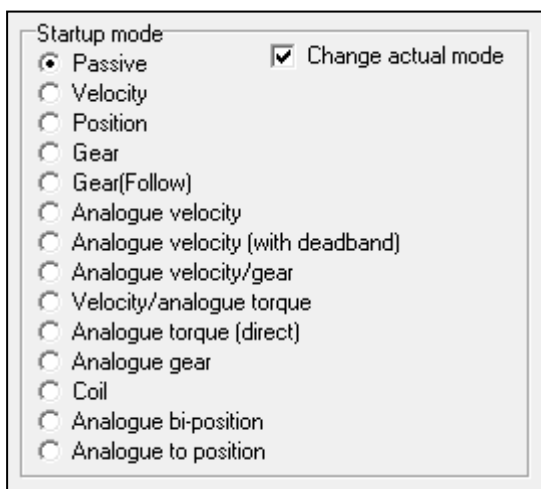 Startup mode
Passive
Change actual mode
Velocity
Position
Gear
Gear(Follow)
Analogue velocity
Analogue velocity (with deadband)
Analogue velocity/gear
Velocity/analogue torque
Analogue torque (direct)
Analogue gear
Coil
Analogue bi-position
Analogue to position